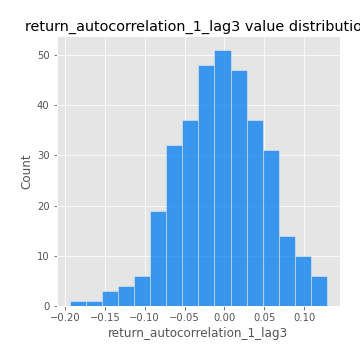 return_autocorrelation_1_lag3 value distributio
50
40
30
20
10
0
Count
−0.20 −0.15 −0.10 −0.05 0.00 0.05 0.10
return_autocorrelation_1_lag3